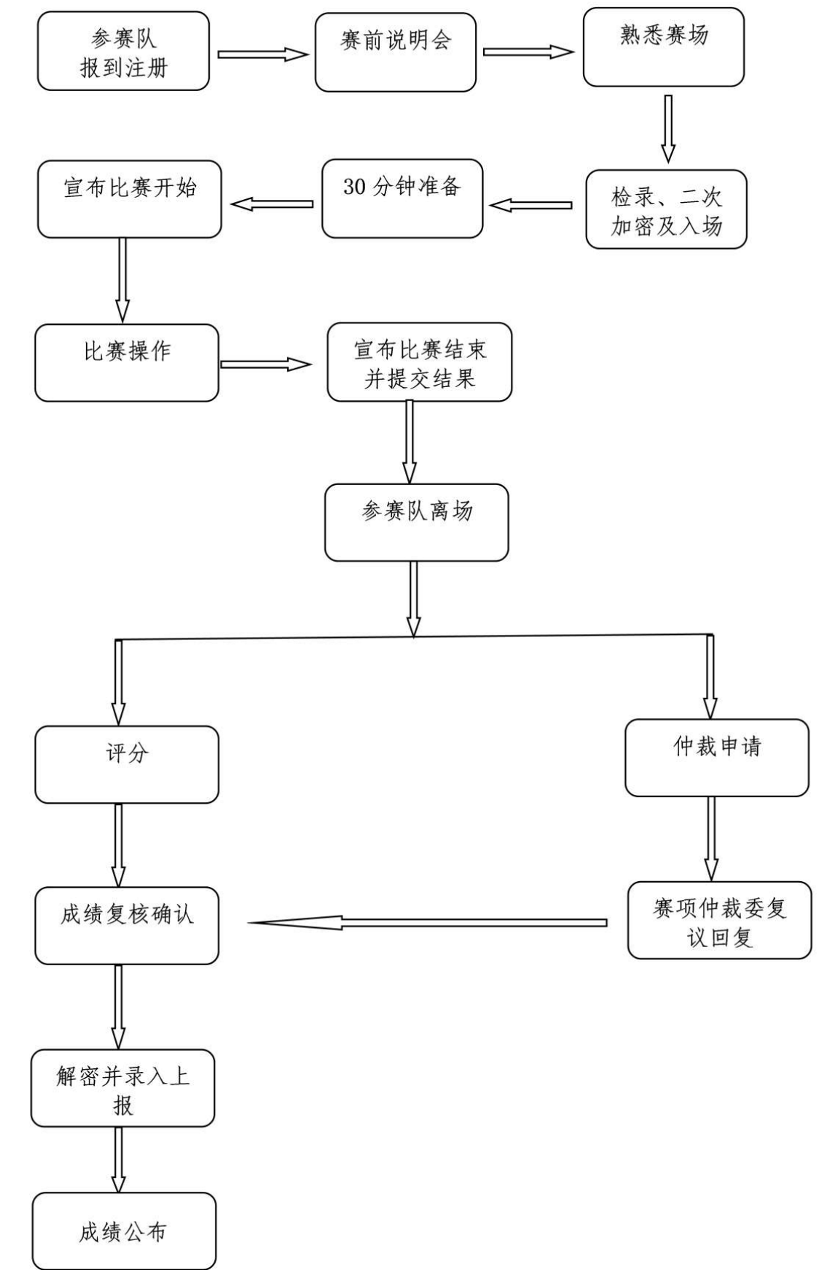 参赛队
报到注册
赛前说明会
熟悉赛场
检录、二次
加密及入场
30 分钟准备
宣布比赛开始
比赛操作
宣布比赛结束
并提交结果
参赛队离场
评分
仲裁申请
成绩复核确认
赛项仲裁委复
议回复
解密并录入上
报
成绩公布